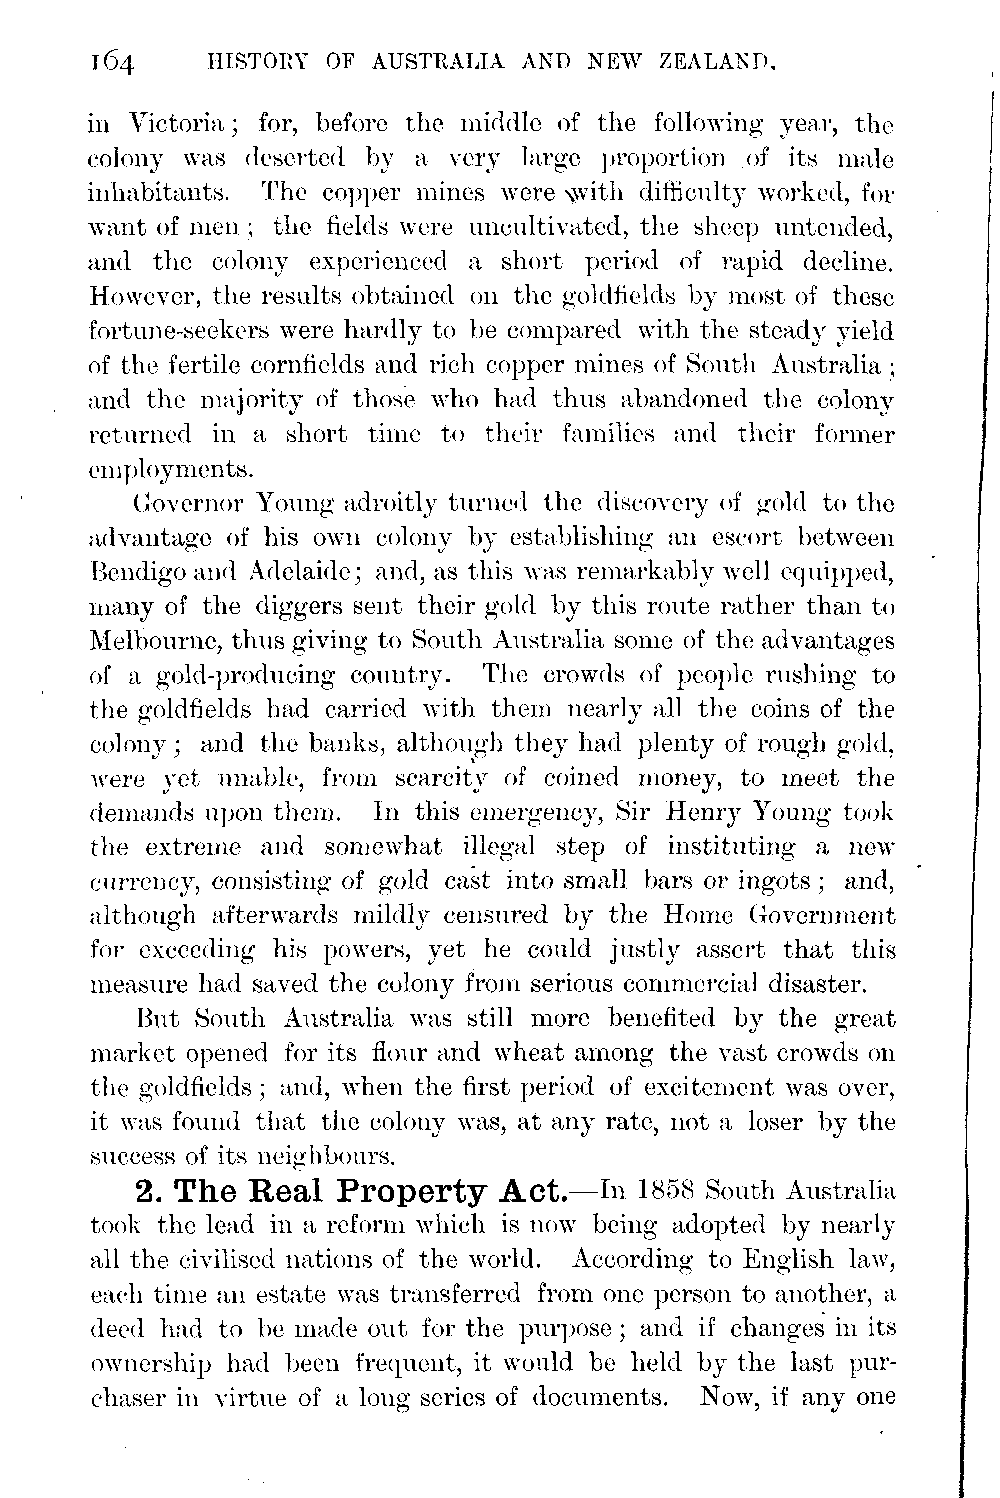 164 HISTORY OF AUSTRALIA AND NEW ZEALAND.
in Victoria; for, before the middle of the following year, the
colony was deserted by a very large proportion of its male
inhabitants. The copper mines were with difficulty worked, for
want of men; the fields were uncultivated, the sheep untended,
and the colony experienced a short period of rapid decline.
However, the results obtained on the goldfields by most of these
fortune-seekers were hardly to be compared with the steady yield
of the fertile cornfields and rich copper mines of South Australia;
and the majority of those who had thus abandoned the colony
returned in a short time to their families and their former
employments.
Governor Young adroitly turned the discovery of gold to the
advantage of his own colony by establishing an escort between
Bendigo and Adelaide; and, as this was remarkably well equipped,
many of the diggers sent their gold by this route rather than to
Melbourne, thus giving to South Australia some of the advantages
of a gold-producing country. The crowds of people rushing to
the goldfields had carried with them nearly all the coins of the
colony; and the banks, although they had plenty of rough gold,
were yet unable, from scarcity of coined money, to meet the
demands upon them. In this emergency, Sir Henry Young took
the extreme and somewhat illegal step of instituting a new
currency, consisting of gold cast into small bars or ingots; and,
although afterwards mildly censured by the Home Government
for exceeding his powers, yet he could justly assert that this
measure had saved the colony from serious commercial disaster.
But South Australia was still more benefited by the great
market opened for its flour and wheat among the vast crowds on
the goldfields; and, when the first period of excitement was over,
it was found that the colony was, at any rate, not a loser by the
success of its neighbours.
2. The Real Property Act.—In 1858 South Australia
took the lead in a reform which is now being adopted by nearly
all the civilised nations of the world. According to English law,
each time an estate was transferred from one person to another, a
deed had to be made out for the purpose; and if changes in its
ownership had been frequent, it would be held by the last pur-
chaser in virtue of a long series of documents. Now, if any one